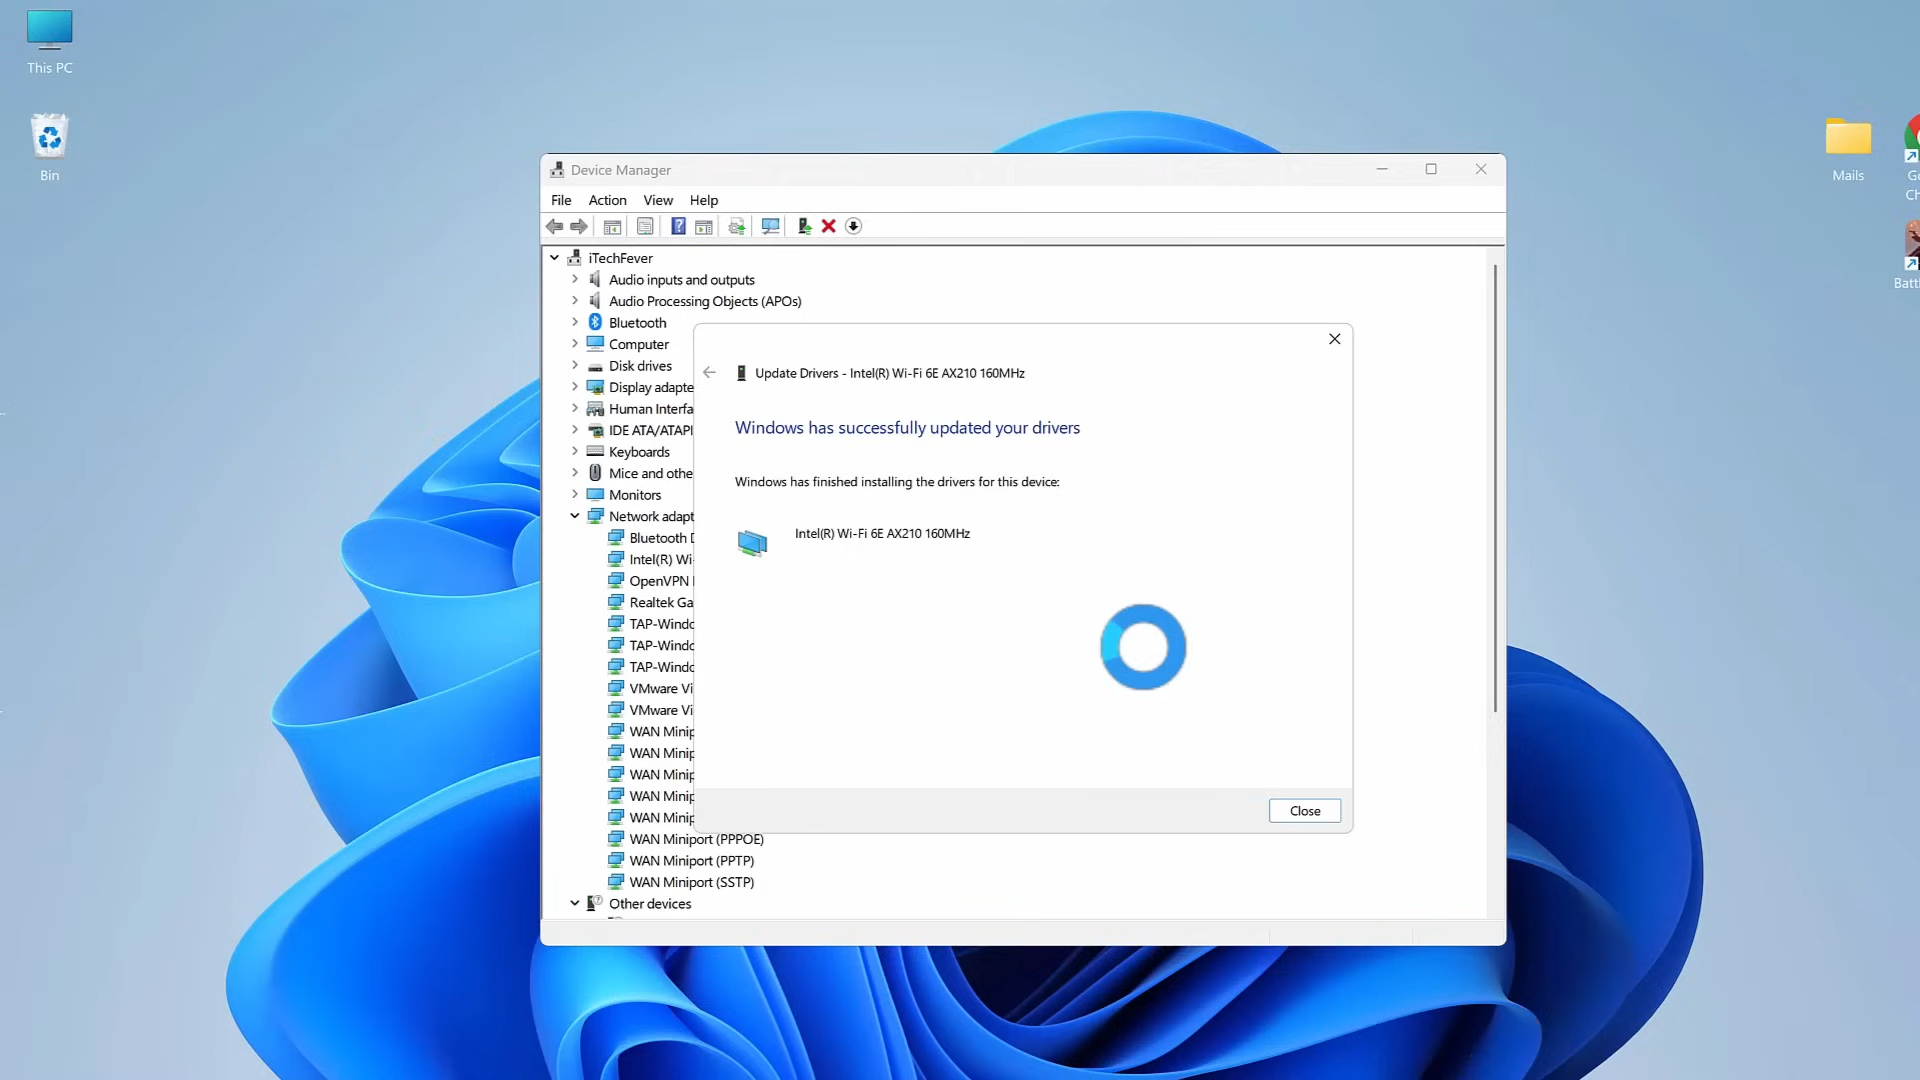 This PC
Bin
Mails
Device Manager
File Action View Help
iTechFever
Audio inputs and outputs
Audio Processing Objects (APOs)
Bluetooth
Computer
Disk drives
Display adapte
Human Interfa
IDE ATA/ATAPI
Keyboards
Mice and othe
Monitors
Network adapt
Bluetooth D
Intel(R) Wi-
OpenVPN
Realtek Ga
TAP-Windo
TAP-Windo
TAP-Windo
VMware Vi
VMware Vi
WAN Minip
WAN Minip
WAN Minip
WAN Minip
WAN Minip
WAN Miniport (PPPOE)
WAN Miniport (PPTP)
WAN Miniport (SSTP)
Other devices
Update Drivers - Intel(R) Wi-Fi 6E AX210 160MHz
Windows has successfully updated your drivers
Windows has finished installing the drivers for this device:
Intel(R) Wi-Fi 6E AX210 160MHz
Close
Go
Ch
Battl